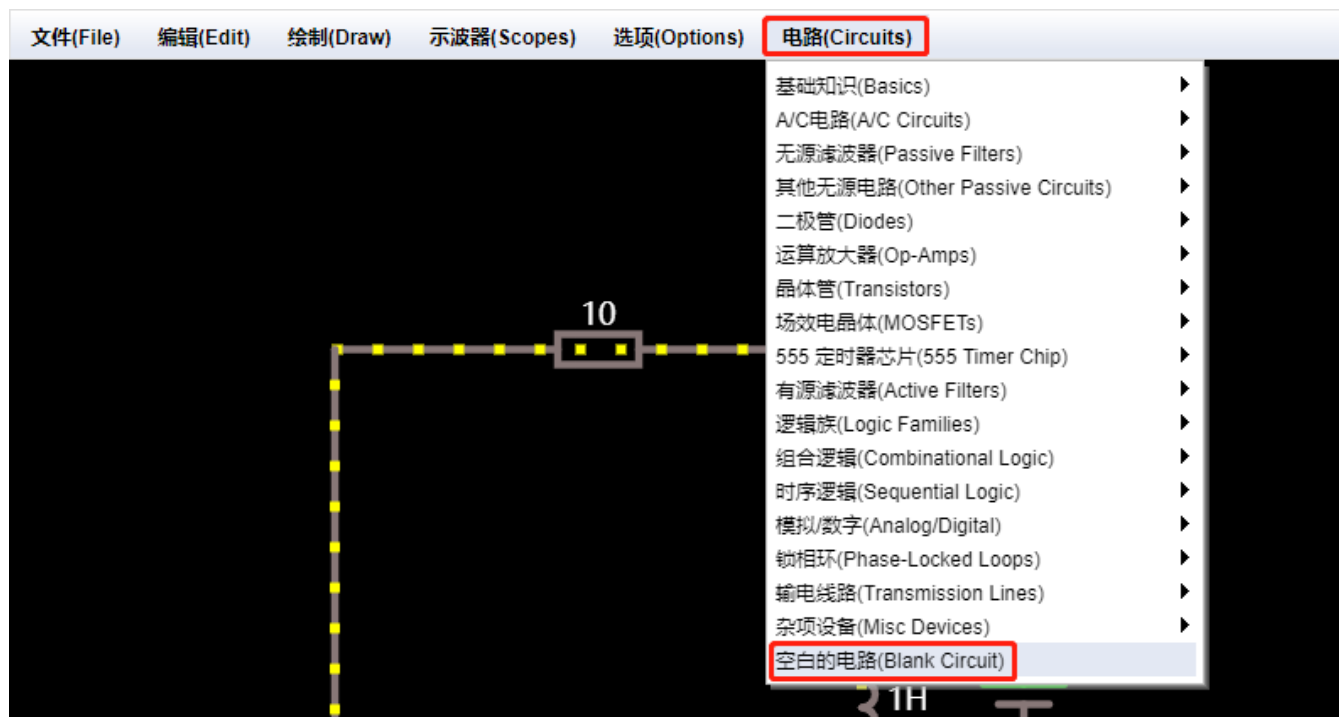 文件(File) 编辑(Edit) 绘制(Draw) 示波器(Scopes) 选项(Options) 电路(Circuits)
基础知识(Basics)
A/C电路(A/C Circuits)
无源滤波器(Passive Filters)
其他无源电路(Other Passive Circuits)
二极管(Diodes)
运算放大器(Op-Amps)
晶体管(Transistors)
场效电晶体(MOSFETs)
555 定时器芯片(555 Timer Chip)
有源滤波器(Active Filters)
逻辑族(Logic Families)
组合逻辑(Combinational Logic)
时序逻辑(Sequential Logic)
模拟/数字(Analog/Digital)
锁相环(Phase-Locked Loops)
输电线路(Transmission Lines)
杂项设备(Misc Devices)
空白的电路(Blank Circuit)
10
1H